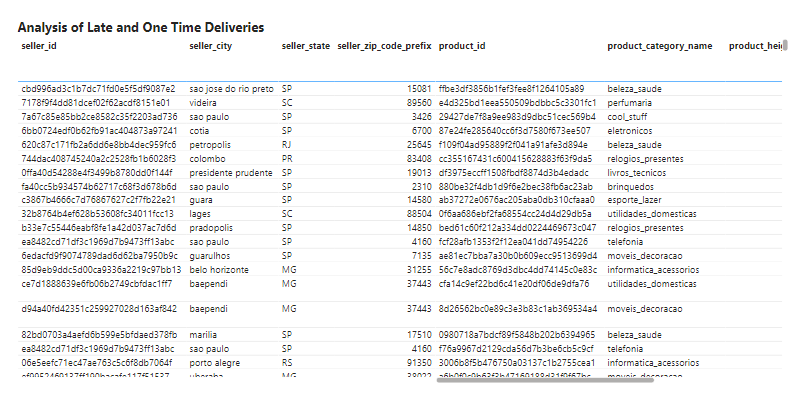 Analysis of Late and One Time Deliveries
seller_id seller_city seller_state seller_zip_code_prefix product_id product_category_name product_hei
cbd996ad3c1b7dc71fd0e5f5df9087e2 sao jose do rio preto SP 15081 ffbe3df3856b1fef3fee8f1264105a89 beleza_saude
7178f9f4dd81dcef02f62acdf8151e01 videira SC 89560 e4d325bd1eea550509bdbbc5c3301fc1 perfumaria
7a67c85e85bb2ce8582c35f2203ad736 sao paulo SP 3426 29427de7f8a9ee983d9dbc51cec569b4 cool_stuff
6bb0724edf0b62fb91ac404873a97241 cotia SP 6700 87e24fe285640cc6f3d7580f673ee507 eletronicos
620c87c171fb2a6dd6e8bb4dec959fc6 petropolis RJ 25645 f109f04ad95889f2f041a91afe3d894e beleza_saude
744dac408745240a2c2528fb1b6028f3 colombo PR 83408 cc355167431c600415628883f63f9da5 relogios_presentes
0ffa40d54288e4f3499b8780dd0f144f presidente prudente SP 19013 df3975eccff1508fbdf8874d3b4edadc livros_tecnicos
fa40cc5b934574b62717c68f3d678b6d sao paulo SP 2310 880be32f4db1d9f6e2bec38fb6ac23ab brinquedos
c3867b4666c7d76867627c2f7fb22e21 guara SP 14580 ab37272e0676ac205aba0db310cfaaa0 esporte_lazer
32b8764b4ef628b53608fc34011fcc13 lages SC 88504 0f6aa686ebf2fa68554cc24d4d29db5a utilidades_domesticas
b33e7c55446eabf8fe1a42d037ac7d6d pradopolis SP 14850 bed61c60f212a334dd0224469673c047 relogios_presentes
ea8482cd71df3c1969d7b9473ff13abc sao paulo SP 4160 fcf28afb1353f2f12ea041dd74954226 telefonia
6edacfd9f9074789dad6d62ba7950b9c guarulhos SP 7135 ae81ec7bba7a30b0b609ecc9513699d4 moveis_decoracao
85d9eb9ddc5d00ca9336a2219c97bb13 belo horizonte MG 31255 56c7e8adc8769d3dbc4dd74145c0e83c informatica_acessorios
ce7d1888639e6fb06b2749cbfdac1ff7 baependi MG 37443 cfa14c9ef22bd6c41e20df06de9dfa76 utilidades_domesticas
d94a40fd42351c259927028d163af842 baependi MG 37443 8d26562bc0e89c3e3b83c1ab369534a4 moveis_decoracao
82bd0703a4aefd6b599e5bfdaed378fb marilia SP 17510 0980718a7bdcf89f5848b202b6394965 beleza_saude
ea8482cd71df3c1969d7b9473ff13abc sao paulo SP 4160 f76a9967d2129cda56d7b3be6cb5c9cf telefonia
06e5eefc71ec47ae763c5c6f8db7064f porto alegre RS 91350 3006b8f5b476750a03137c1b2755cea1 informatica_acessorios
uberaba MG 38022 moveis_decoracao